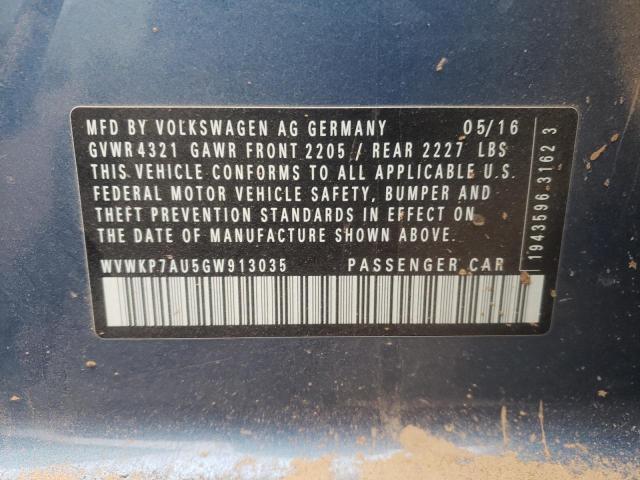 MFD BY VOLKSWAGEN AG GERMANY 05/16
GVWR 4321 GAWR FRONT 2205 / REAR 2227 LBS
THIS VEHICLE CONFORMS TO ALL APPLICABLE U.S.
FEDERAL MOTOR VEHICLE SAFETY, BUMPER AND
THEFT PREVENTION STANDARDS IN EFFECT ON
THE DATE OF MANUFACTURE SHOWN ABOVE.
WVWKP7AU5GW913035 PASSENGER CAR
1943596 3162 3